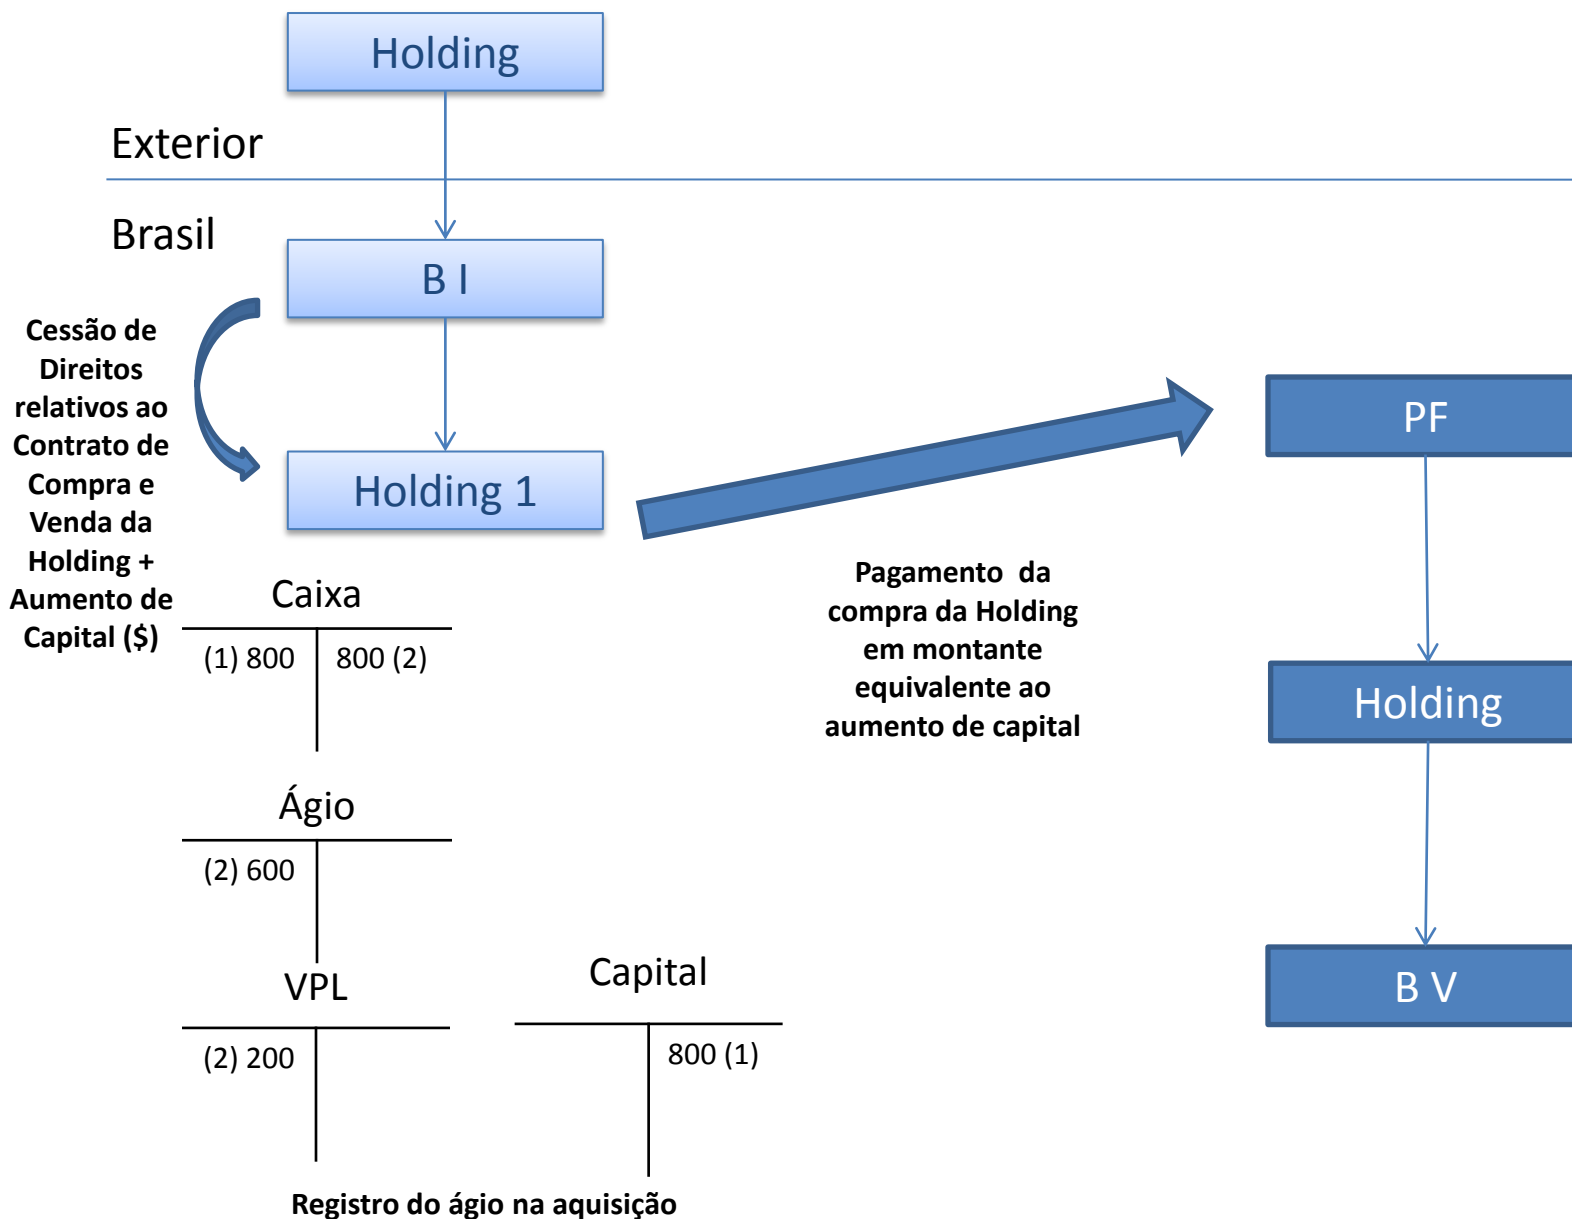 Holding
Exterior
Brasil
B I
Cessão de
Direitos
relativos ao
Contrato de
Compra e
Venda da
Holding +
Aumento de
Capital ($)
Holding 1
PF
Pagamento da
compra da Holding
em montante
equivalente ao
aumento de capital
Holding
B V
Caixa
(1) 800 800 (2)
Ágio
(2) 600
VPL
(2) 200
Capital
800 (1)
Registro do ágio na aquisição